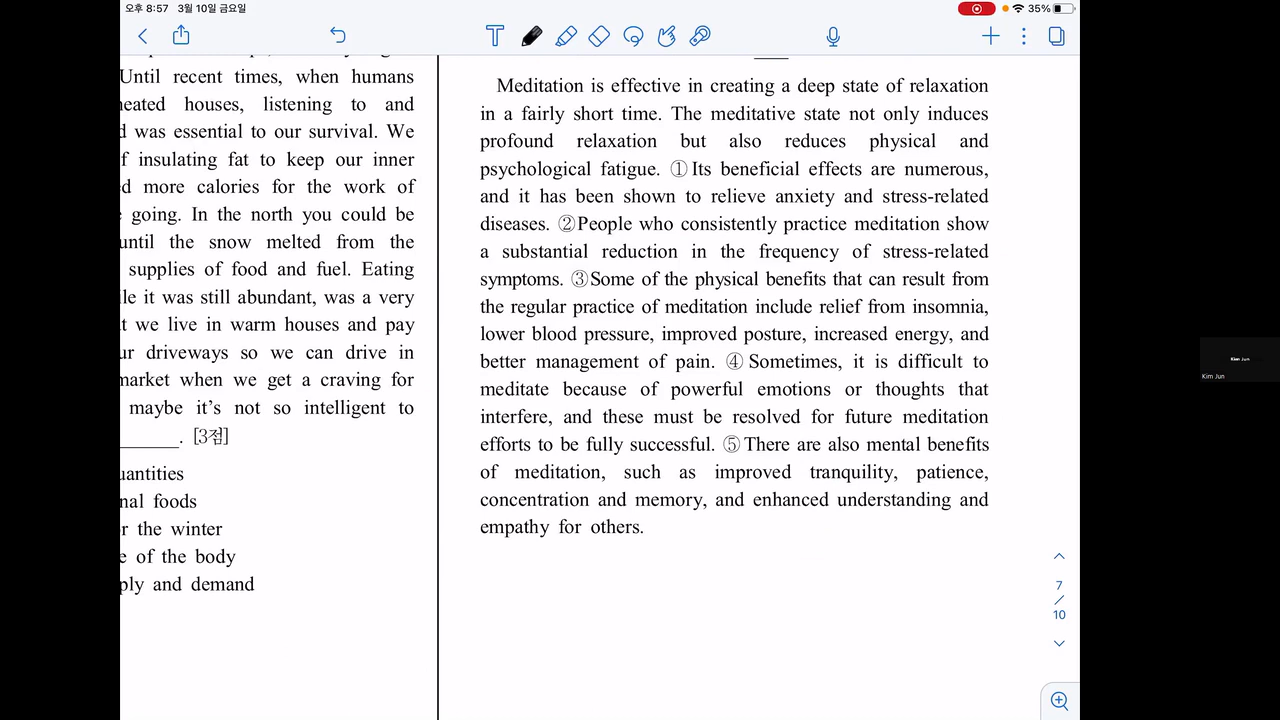 오후 8:57 3월 10일 금요일
35%
Until recent times, when humans
heated houses, listening to and
was essential to our survival. We
insulating fat to keep our inner
more calories for the work of
going. In the north you could be
until the snow melted from the
supplies of food and fuel. Eating
it was still abundant, was a very
we live in warm houses and pay
driveways so we can drive in
market when we get a craving for
maybe it's not so intelligent to
________. [3점]
uantities
nal foods
the winter
of the body
ply and demand
Meditation is effective in creating a deep state of relaxation
in a fairly short time. The meditative state not only induces
profound relaxation but also reduces physical and
psychological fatigue. ① Its beneficial effects are numerous,
and it has been shown to relieve anxiety and stress-related
diseases. ② People who consistently practice meditation show
a substantial reduction in the frequency of stress-related
symptoms. ③ Some of the physical benefits that can result from
the regular practice of meditation include relief from insomnia,
lower blood pressure, improved posture, increased energy, and
better management of pain. ④ Sometimes, it is difficult to
meditate because of powerful emotions or thoughts that
interfere, and these must be resolved for future meditation
efforts to be fully successful. ⑤ There are also mental benefits
of meditation, such as improved tranquility, patience,
concentration and memory, and enhanced understanding and
empathy for others.
7
/
10
Kim Jun
Kim Jun